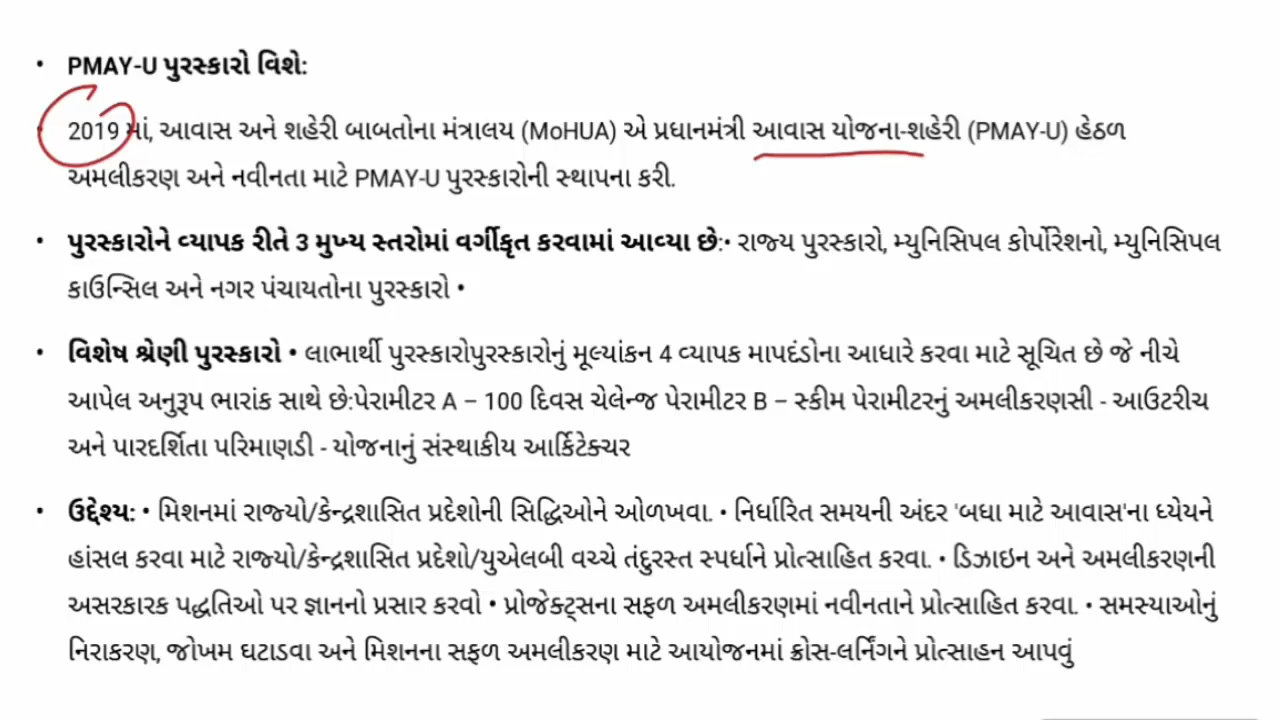 • PMAY-U પુરસ્કારો વિશે:
• 2019 માં, આવાસ અને શહેરી બાબતોના મંત્રાલય (MoHUA) એ પ્રધાનમંત્રી આવાસ યોજના-શહેરી (PMAY-U) હેઠળ
અમલીકરણ અને નવીનતા માટે PMAY-U પુરસ્કારોની સ્થાપના કરી.
• પુરસ્કારોને વ્યાપક રીતે 3 મુખ્ય સ્તરોમાં વર્ગીકૃત કરવામાં આવ્યા છે:• રાજ્ય પુરસ્કારો, મ્યુનિસિપલ કોર્પોરેશનો, મ્યુનિસિપલ
કાઉન્સિલ અને નગર પંચાયતોના પુરસ્કારો •
• વિશેષ શ્રેણી પુરસ્કારો • લાભાર્થી પુરસ્કારોપુરસ્કારોનું મૂલ્યાંકન 4 વ્યાપક માપદંડોના આધારે કરવા માટે સૂચિત છે જે નીચે
આપેલ અનુરૂપ ભારાંક સાથે છે:પેરામીટર A – 100 દિવસ ચેલેન્જ પેરામીટર B – સ્કીમ પેરામીટરનું અમલીકરણસી - આઉટરીચ
અને પારદર્શિતા પરિમાણડી - યોજનાનું સંસ્થાકીય આર્કિટેક્ચર
• ઉદ્દેશ્ય: • મિશનમાં રાજ્યો/કેન્દ્રશાસિત પ્રદેશોની સિદ્ધિઓને ઓળખવા. • નિર્ધારિત સમયની અંદર 'બધા માટે આવાસ'ના ધ્યેયને
હાંસલ કરવા માટે રાજ્યો/કેન્દ્રશાસિત પ્રદેશો/યુએલબી વચ્ચે તંદુરસ્ત સ્પર્ધાને પ્રોત્સાહિત કરવા. • ડિઝાઇન અને અમલીકરણની
અસરકારક પદ્ધતિઓ પર જ્ઞાનનો પ્રસાર કરવો • પ્રોજેક્ટ્સના સફળ અમલીકરણમાં નવીનતાને પ્રોત્સાહિત કરવા. • સમસ્યાઓનું
નિરાકરણ, જોખમ ઘટાડવા અને મિશનના સફળ અમલીકરણ માટે આયોજનમાં ક્રોસ-લર્નિંગને પ્રોત્સાહન આપવું